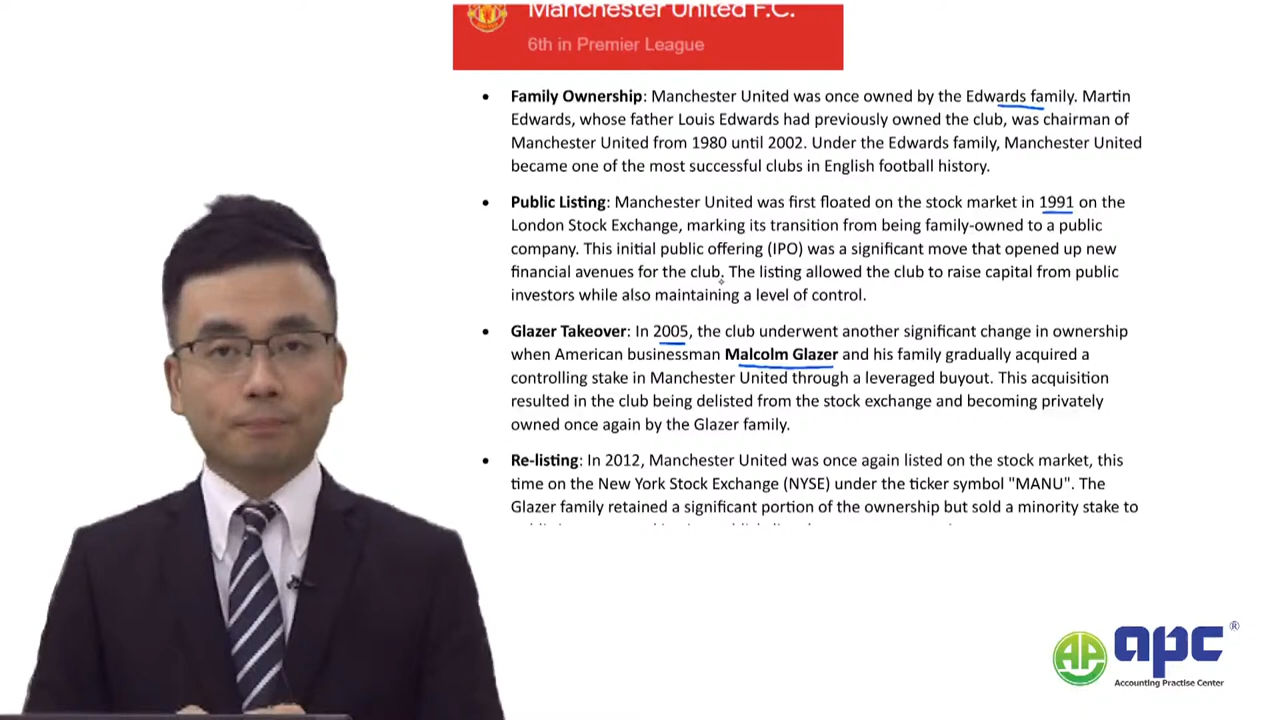 Manchester United F.C.
6th in Premier League
• Family Ownership: Manchester United was once owned by the Edwards family. Martin
Edwards, whose father Louis Edwards had previously owned the club, was chairman of
Manchester United from 1980 until 2002. Under the Edwards family, Manchester United
became one of the most successful clubs in English football history.
• Public Listing: Manchester United was first floated on the stock market in 1991 on the
London Stock Exchange, marking its transition from being family-owned to a public
company. This initial public offering (IPO) was a significant move that opened up new
financial avenues for the club. The listing allowed the club to raise capital from public
investors while also maintaining a level of control.
• Glazer Takeover: In 2005, the club underwent another significant change in ownership
when American businessman Malcolm Glazer and his family gradually acquired a
controlling stake in Manchester United through a leveraged buyout. This acquisition
resulted in the club being delisted from the stock exchange and becoming privately
owned once again by the Glazer family.
• Re-listing: In 2012, Manchester United was once again listed on the stock market, this
time on the New York Stock Exchange (NYSE) under the ticker symbol "MANU". The
Glazer family retained a significant portion of the ownership but sold a minority stake to
AP apc®
Accounting Practise Center